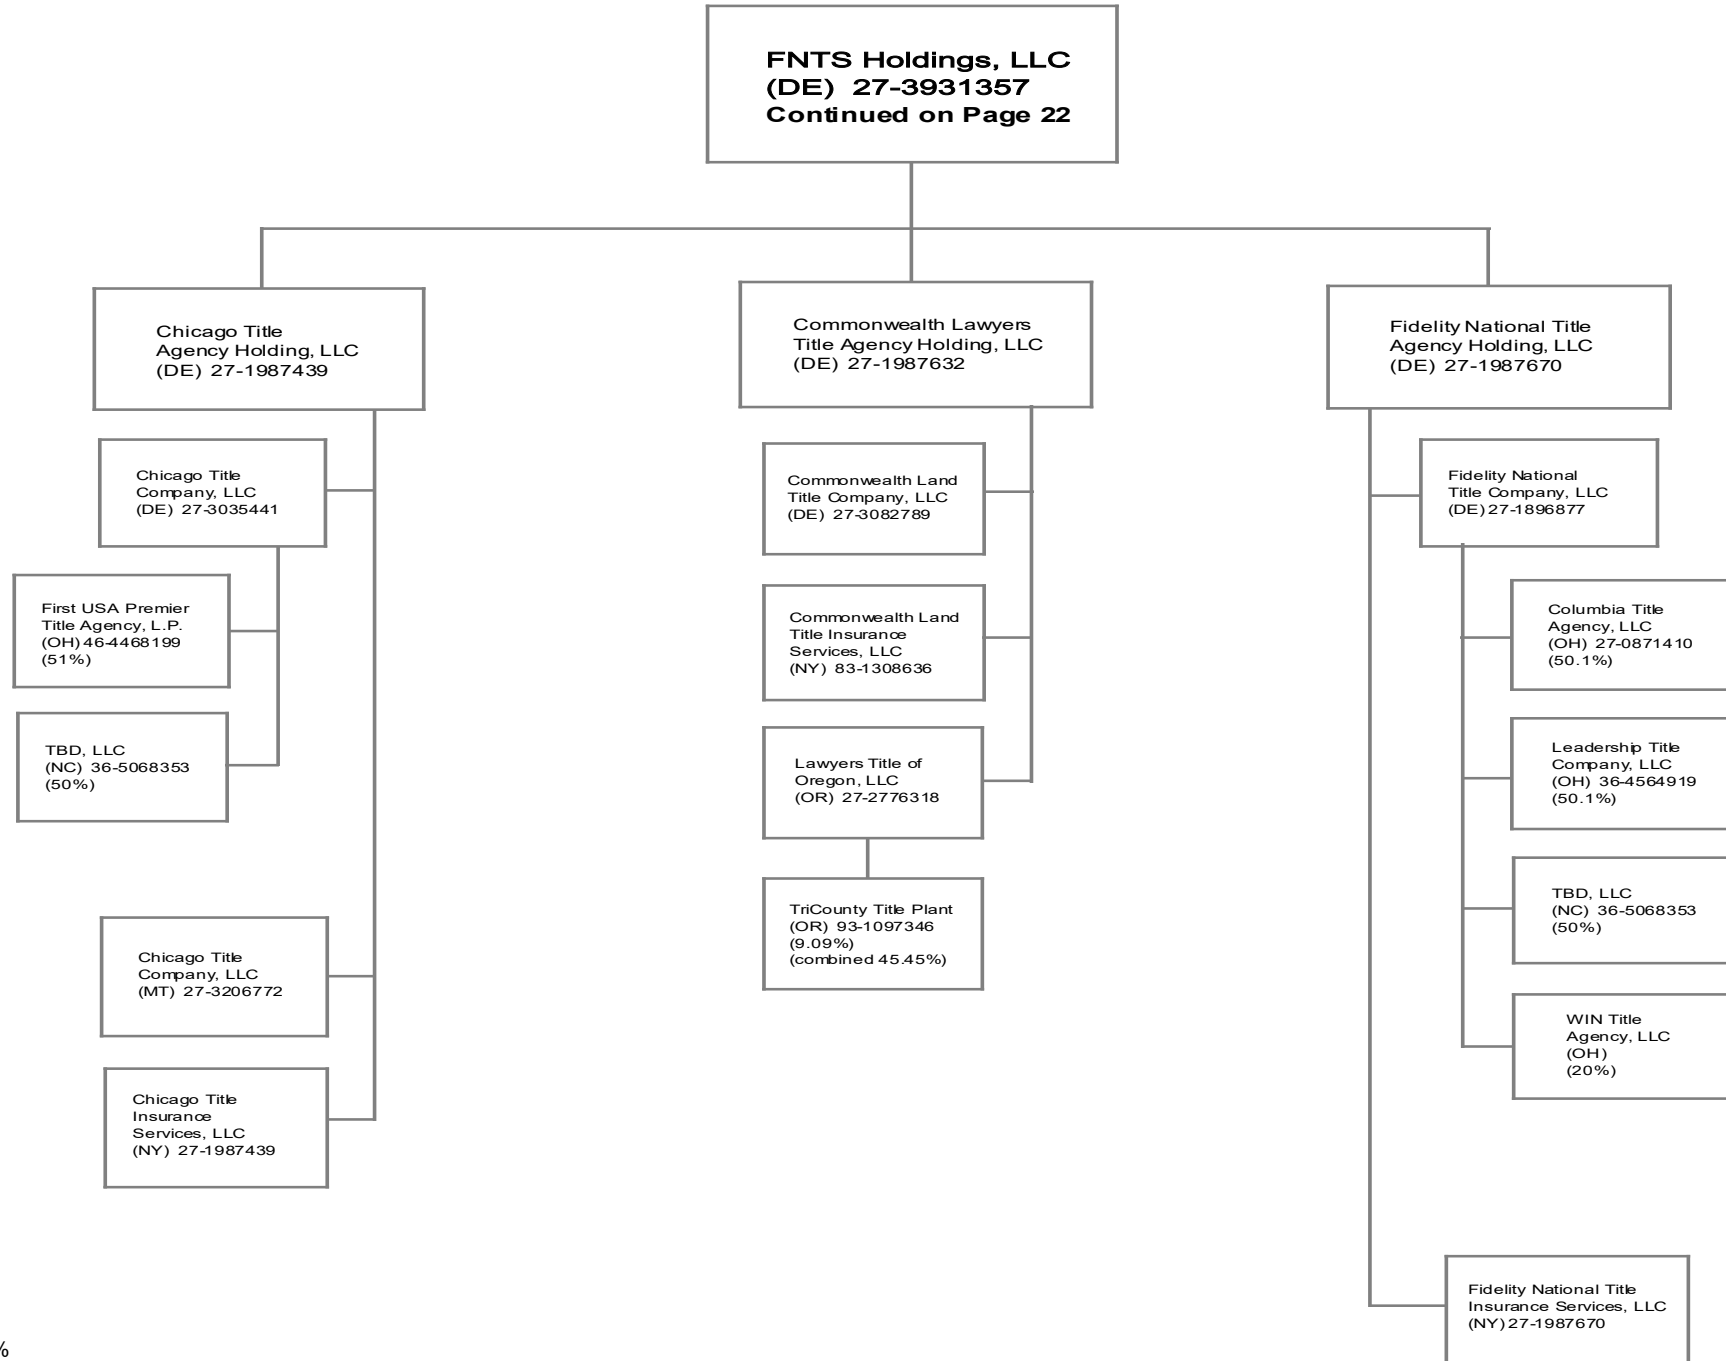 FNTS Holdings, LLC
(DE) 27-3931357
Continued on Page 22
Chicago Title
Agency Holding, LLC
(DE) 27-1987439
Commonwealth Lawyers
Title Agency Holding, LLC
(DE) 27-1987632
Fidelity National Title
Agency Holding, LLC
(DE) 27-1987670
Chicago Title
Company, LLC
(DE) 27-3035441
First USA Premier
Title Agency, L.P.
(OH) 46-4468199
(51%)
TBD, LLC
(NC) 36-5068353
(50%)
Chicago Title
Company, LLC
(MT) 27-3206772
Chicago Title
Insurance
Services, LLC
(NY) 27-1987439
Commonwealth Land
Title Company, LLC
(DE) 27-3082789
Commonwealth Land
Title Insurance
Services, LLC
(NY) 83-1308636
Lawyers Title of
Oregon, LLC
(OR) 27-2776318
TriCounty Title Plant
(OR) 93-1097346
(9.09%)
(combined 45.45%)
Fidelity National
Title Company, LLC
(DE) 27-1896877
Columbia Title
Agency, LLC
(OH) 27-0871410
(50.1%)
Leadership Title
Company, LLC
(OH) 36-4564919
(50.1%)
TBD, LLC
(NC) 36-5068353
(50%)
WIN Title
Agency, LLC
(OH)
(20%)
Fidelity National Title
Insurance Services, LLC
(NY) 27-1987670
%